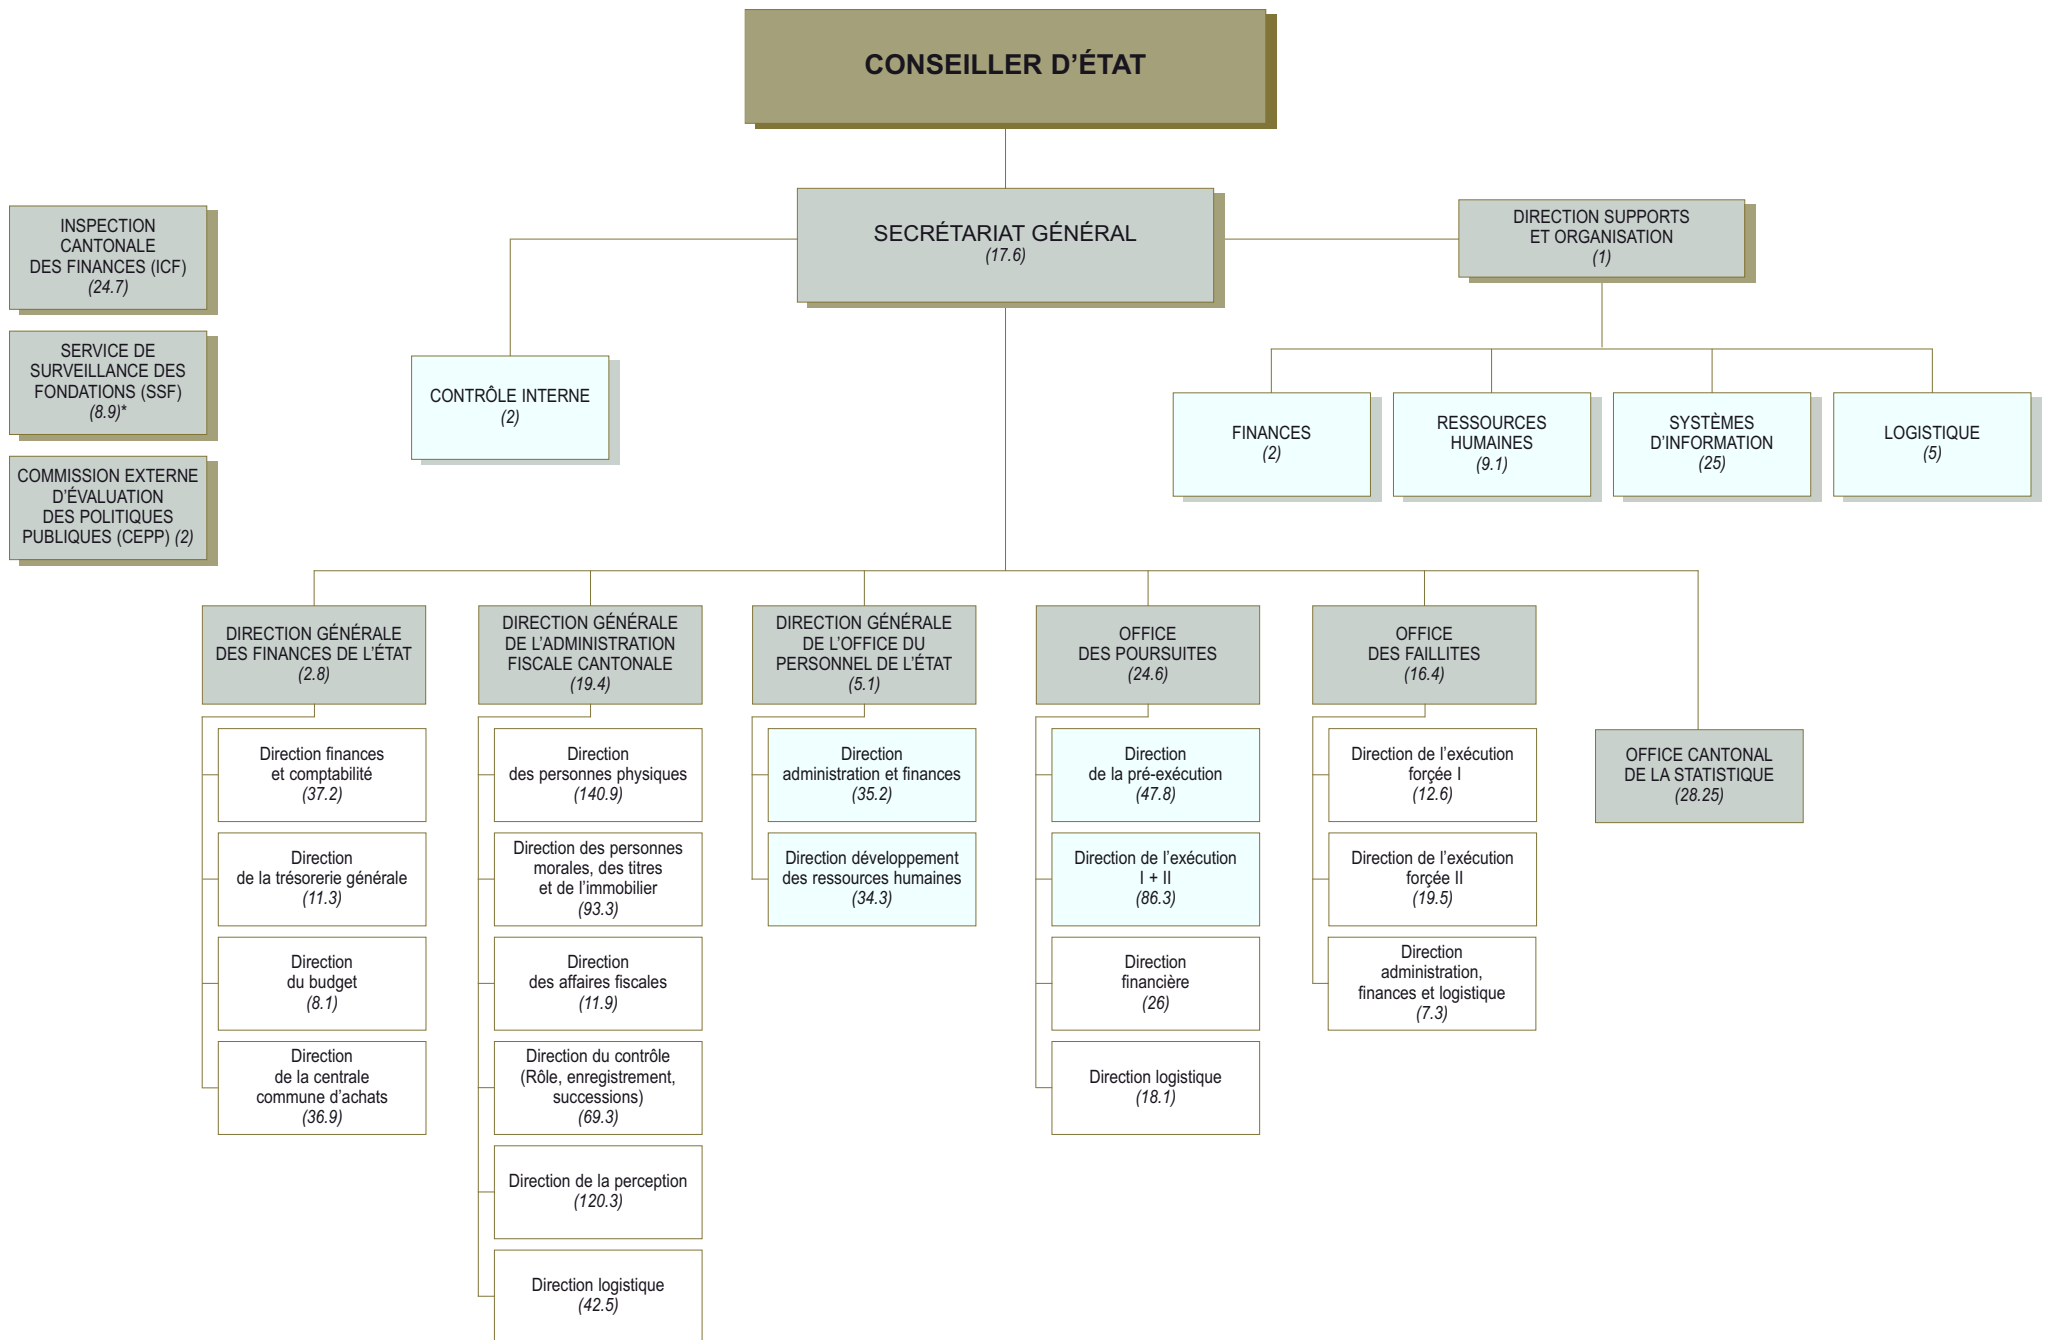 CONSEILLER D’ÉTAT
SECRÉTARIAT GÉNÉRAL
(17.6)
DIRECTION SUPPORTS
ET ORGANISATION
(1)
INSPECTION
CANTONALE
DES FINANCES (ICF)
(24.7)
SERVICE DE
SURVEILLANCE DES
FONDATIONS (SSF)
(8.9)*
COMMISSION EXTERNE
D’ÉVALUATION
DES POLITIQUES
PUBLIQUES (CEPP) (2)
CONTRÔLE INTERNE
(2)
FINANCES
(2)
RESSOURCES
HUMAINES
(9.1)
SYSTÈMES
D’INFORMATION
(25)
LOGISTIQUE
(5)
DIRECTION GÉNÉRALE
DES FINANCES DE L’ÉTAT
(2.8)
Direction finances
et comptabilité
(37.2)
Direction
de la trésorerie générale
(11.3)
Direction
du budget
(8.1)
Direction
de la centrale
commune d’achats
(36.9)
DIRECTION GÉNÉRALE
DE L’ADMINISTRATION
FISCALE CANTONALE
(19.4)
Direction
des personnes physiques
(140.9)
Direction des personnes
morales, des titres
et de l’immobilier
(93.3)
Direction
des affaires fiscales
(11.9)
Direction du contrôle
(Rôle, enregistrement,
successions)
(69.3)
Direction de la perception
(120.3)
Direction logistique
(42.5)
DIRECTION GÉNÉRALE
DE L’OFFICE DU
PERSONNEL DE L’ÉTAT
(5.1)
Direction
administration et finances
(35.2)
Direction développement
des ressources humaines
(34.3)
OFFICE
DES POURSUITES
(24.6)
Direction
de la pré-exécution
(47.8)
Direction de l’exécution
I + II
(86.3)
Direction
financière
(26)
Direction logistique
(18.1)
OFFICE
DES FAILLITES
(16.4)
Direction de l’exécution
forçée I
(12.6)
Direction de l’exécution
forçée II
(19.5)
Direction
administration,
finances et logistique
(7.3)
OFFICE CANTONAL
DE LA STATISTIQUE
(28.25)